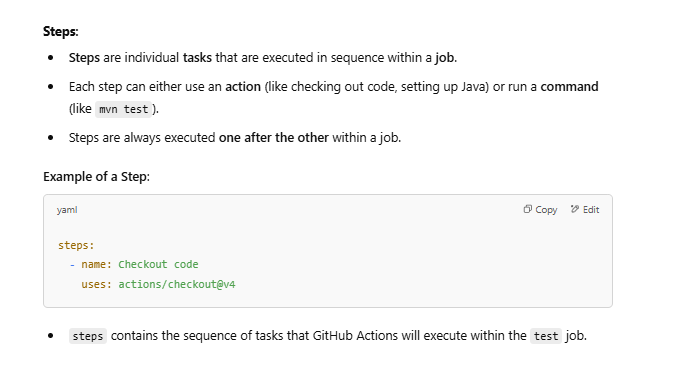 Steps:
• Steps are individual tasks that are executed in sequence within a job.
• Each step can either use an action (like checking out code, setting up Java) or run a command
(like mvn test ).
• Steps are always executed one after the other within a job.
Example of a Step:
yaml Copy Edit
steps:
  - name: Checkout code
    uses: actions/checkout@v4
• steps contains the sequence of tasks that GitHub Actions will execute within the test job.